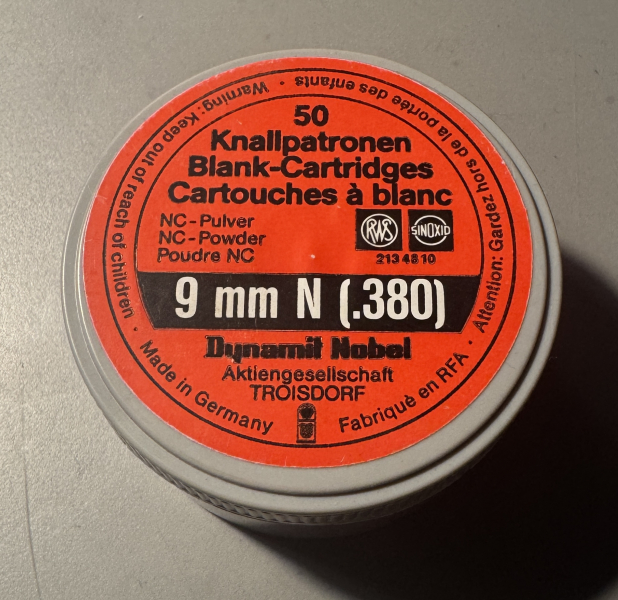 50
Knallpatronen
Blank-Cartridges
Cartouches à blanc
NC-Pulver
NC-Powder
Poudre NC
RWS
SINOXID
213 48 10
9 mm N (.380)
Dynamit Nobel
Aktiengesellschaft
TROISDORF
Warning: Keep out of reach of children
Attention: Gardez hors de la portée des enfants
Made in Germany
Fabriqué en RFA